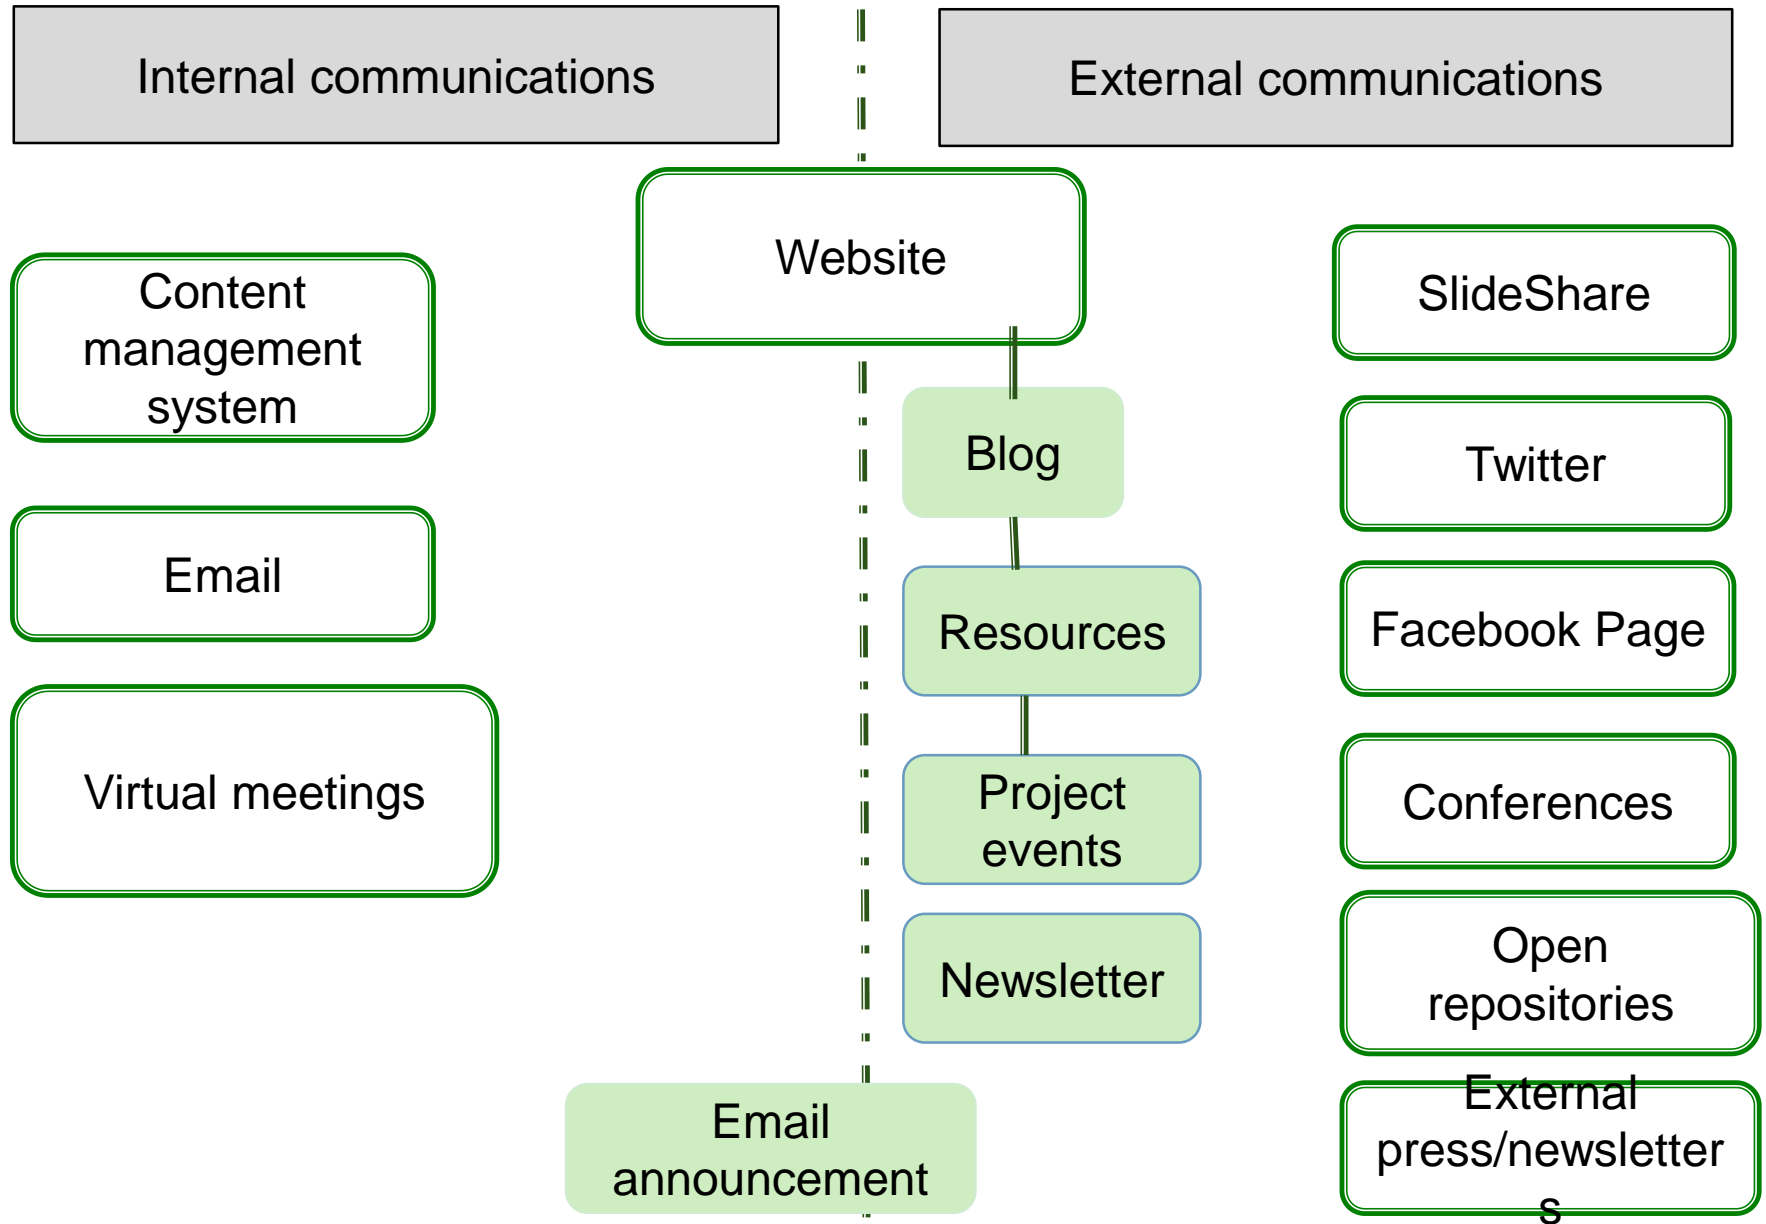 Internal communications
External communications
Website
Content
management
system
Email
Virtual meetings
Blog
Resources
Project
events
Newsletter
Email
announcement
SlideShare
Twitter
Facebook Page
Conferences
Open
repositories
External
press/newsletter
s